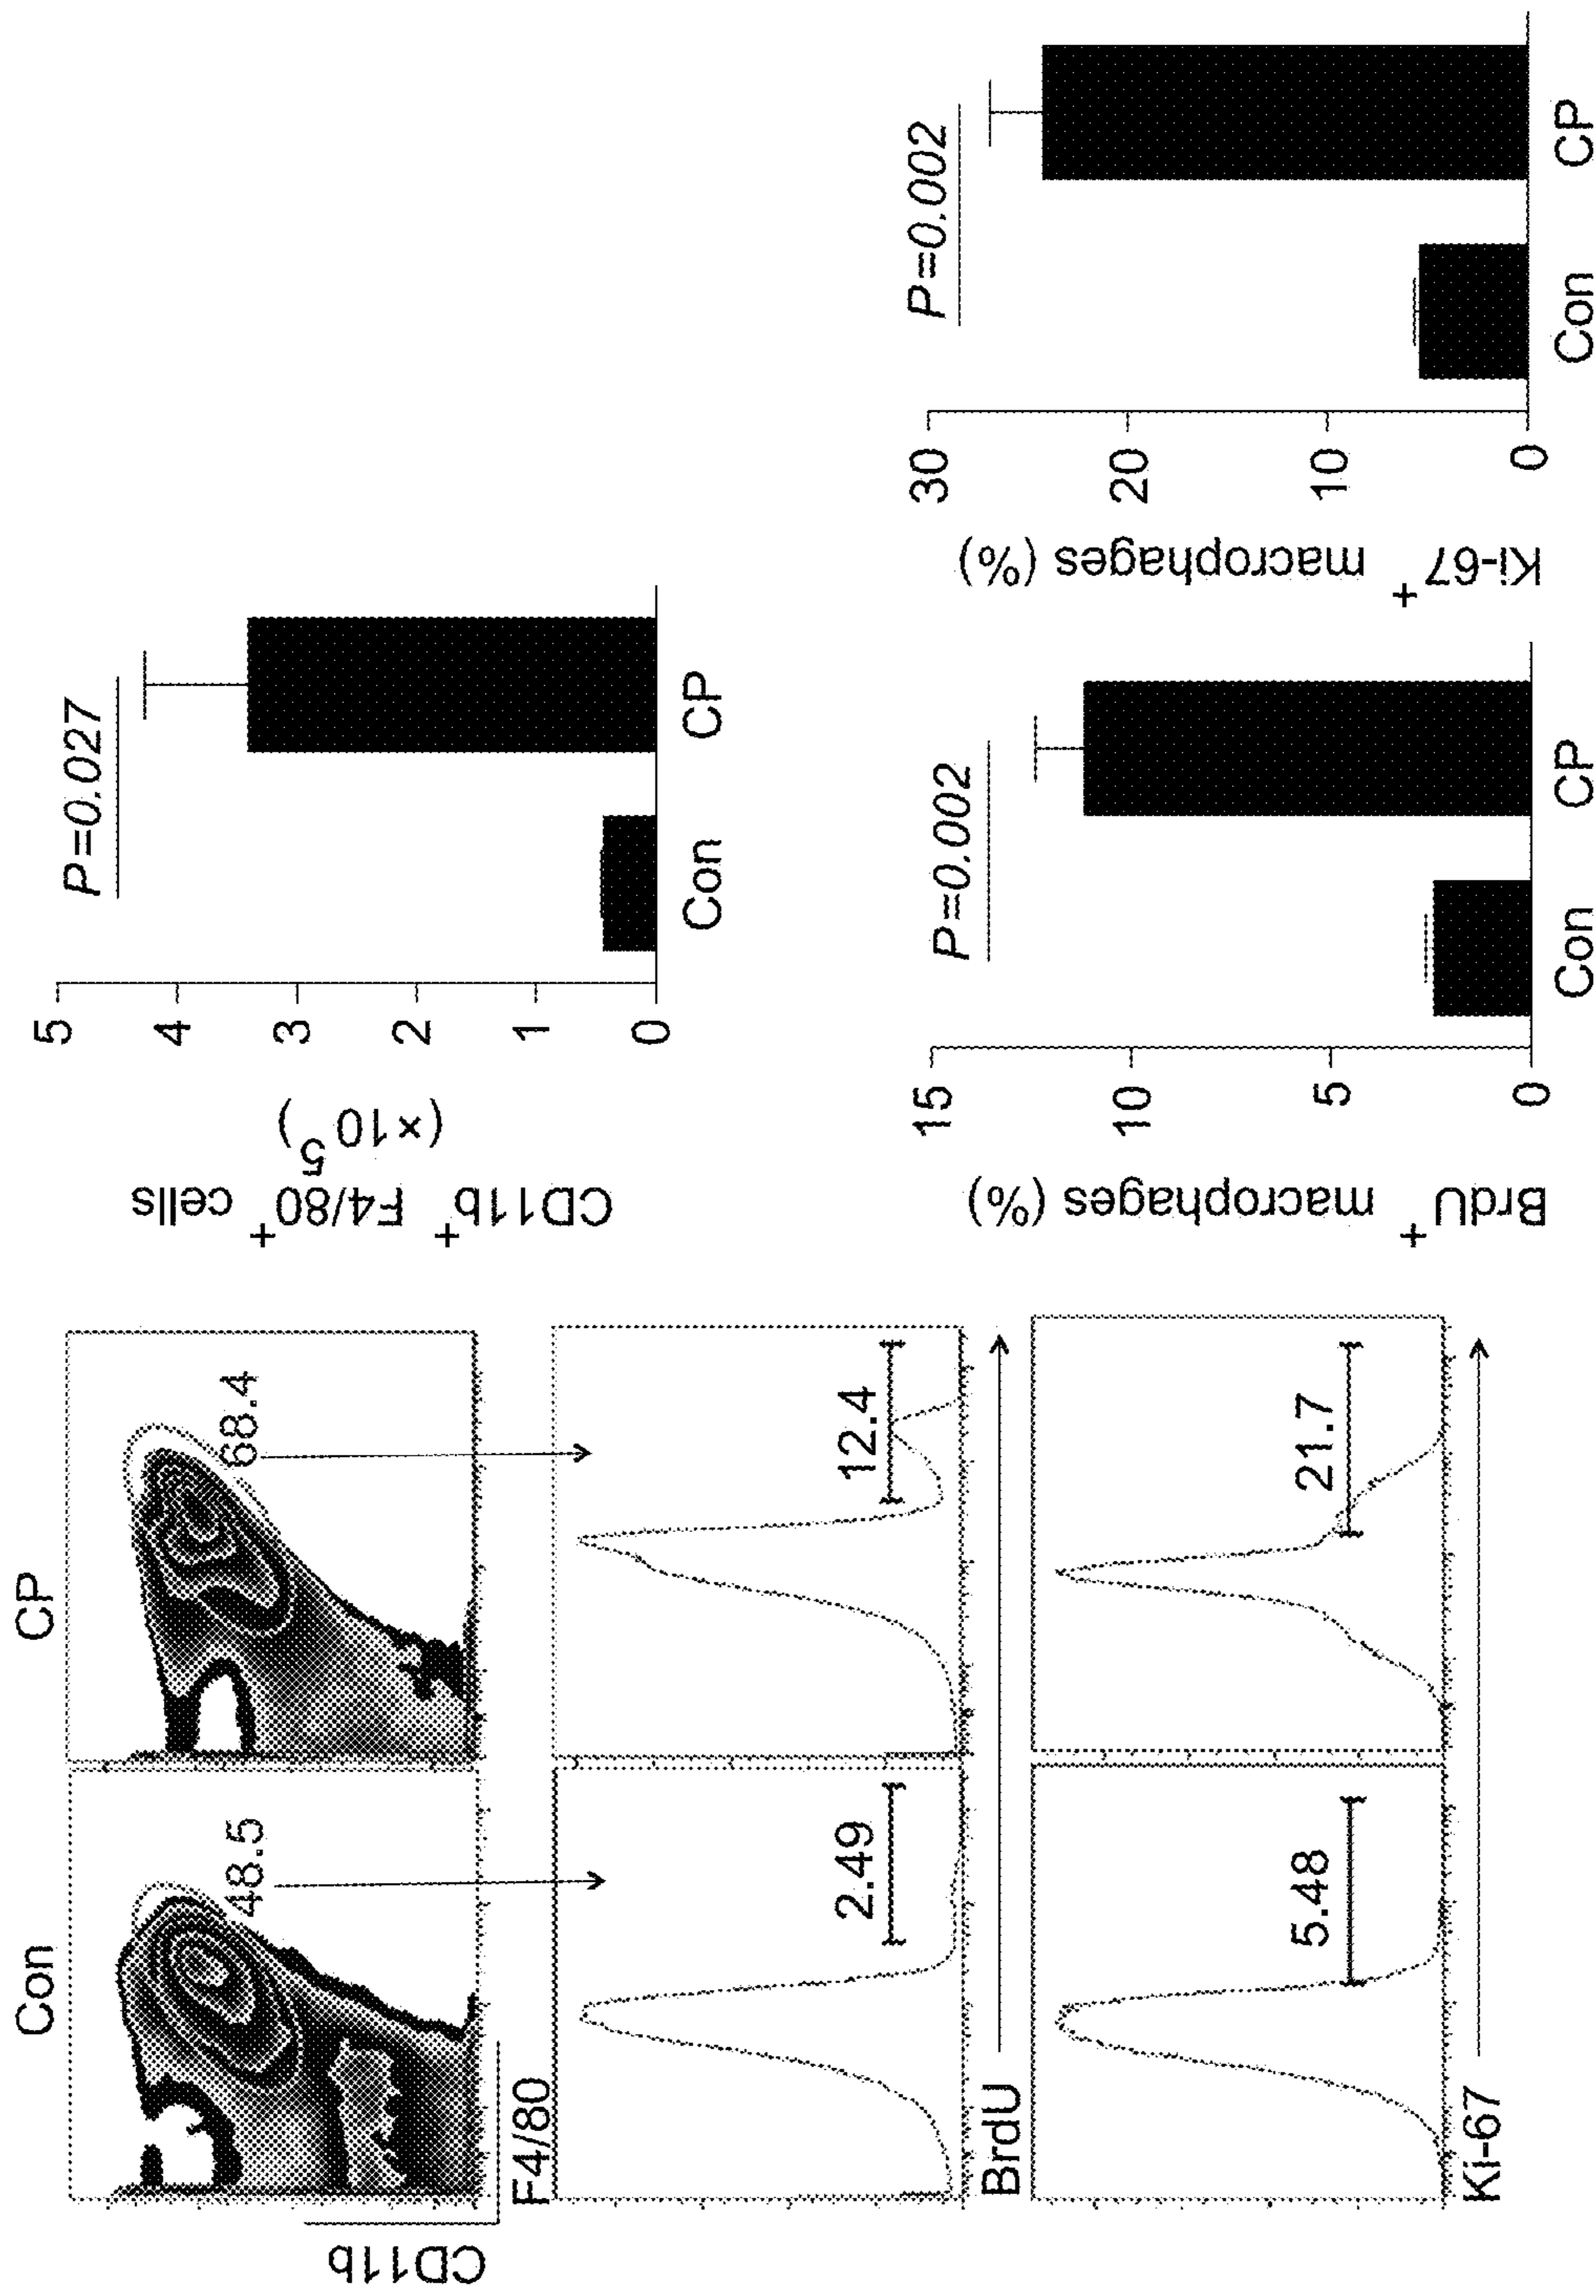 Con
CP
CD11b
48.5
68.4
F4/80
2.49
12.4
BrdU
5.48
21.7
Ki-67
CD11b⁺ F4/80⁺ cells
(×10⁵)
5
4
3
2
1
0
P=0.027
Con
CP
BrdU⁺ macrophages (%)
15
10
5
0
P=0.002
Con
CP
Ki-67⁺ macrophages (%)
30
20
10
0
P=0.002
Con
CP